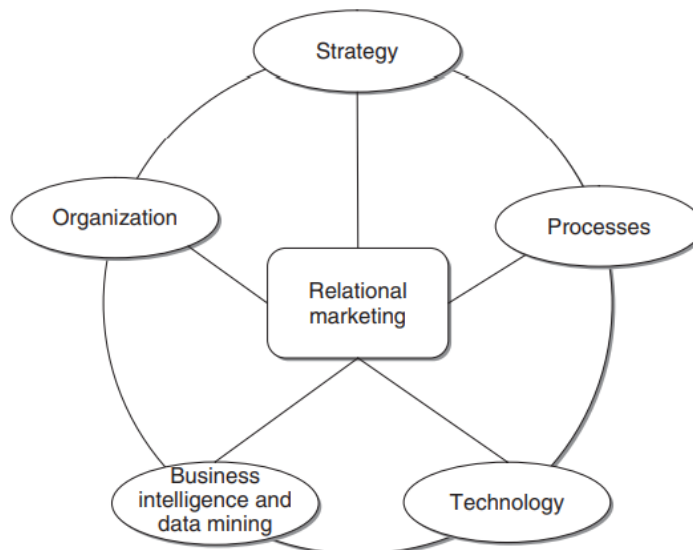 Strategy
Organization
Processes
Relational
marketing
Business
intelligence and
data mining
Technology